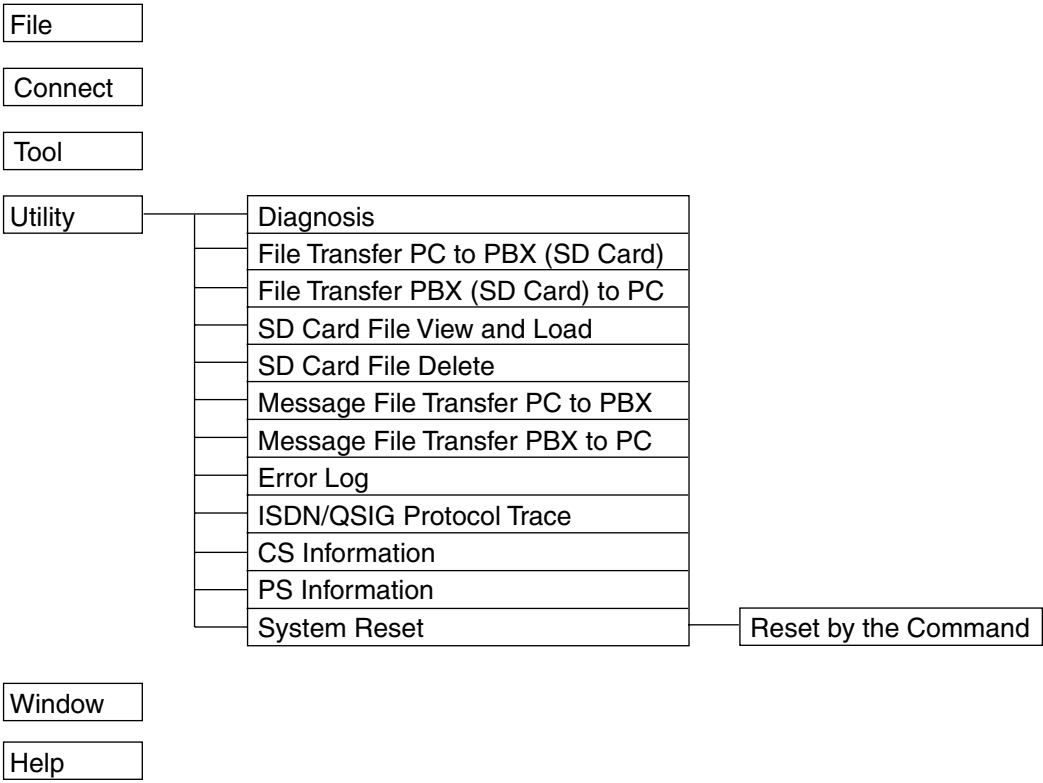 File
Connect
Tool
Utility
Diagnosis
File Transfer PC to PBX (SD Card)
File Transfer PBX (SD Card) to PC
SD Card File View and Load
SD Card File Delete
Message File Transfer PC to PBX
Message File Transfer PBX to PC
Error Log
ISDN/QSIG Protocol Trace
CS Information
PS Information
System Reset
Reset by the Command
Window
Help